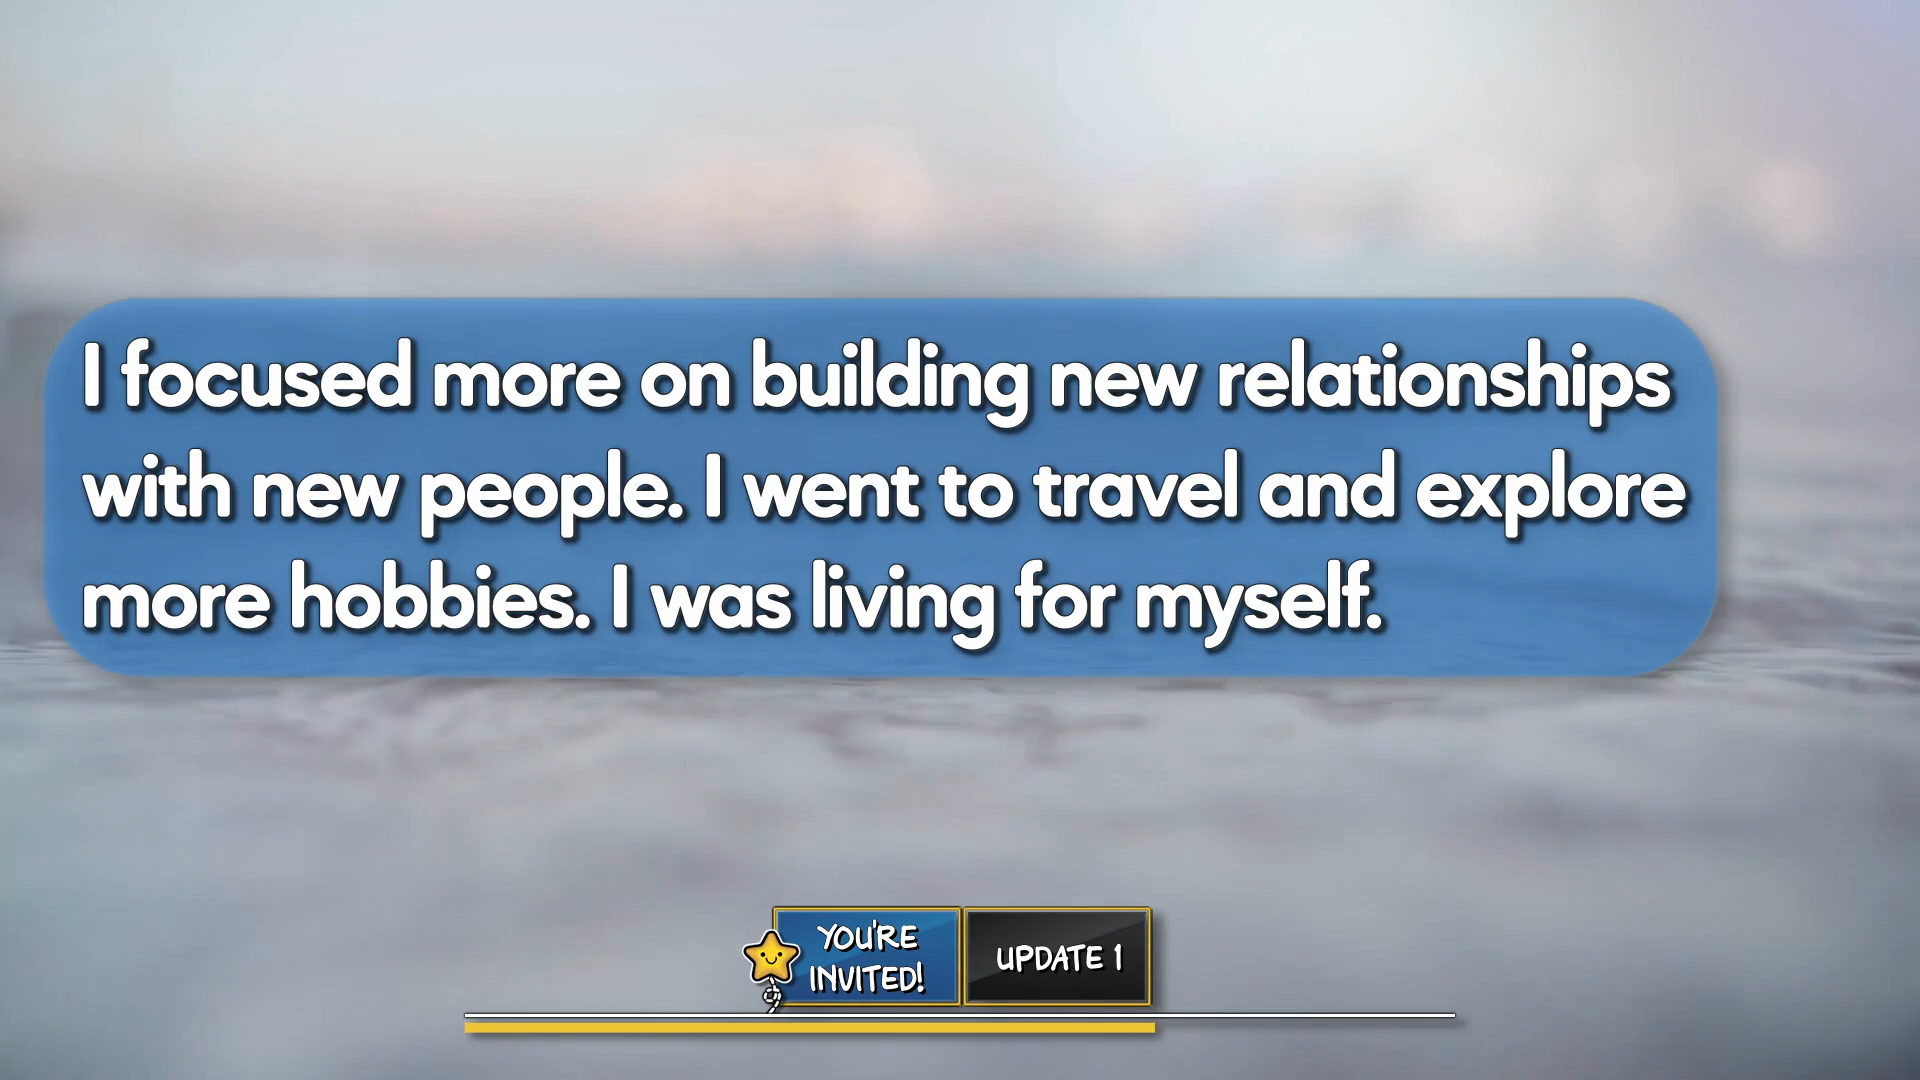 I focused more on building new relationships
with new people. I went to travel and explore
more hobbies. I was living for myself.
YOU'RE
INVITED!
UPDATE 1